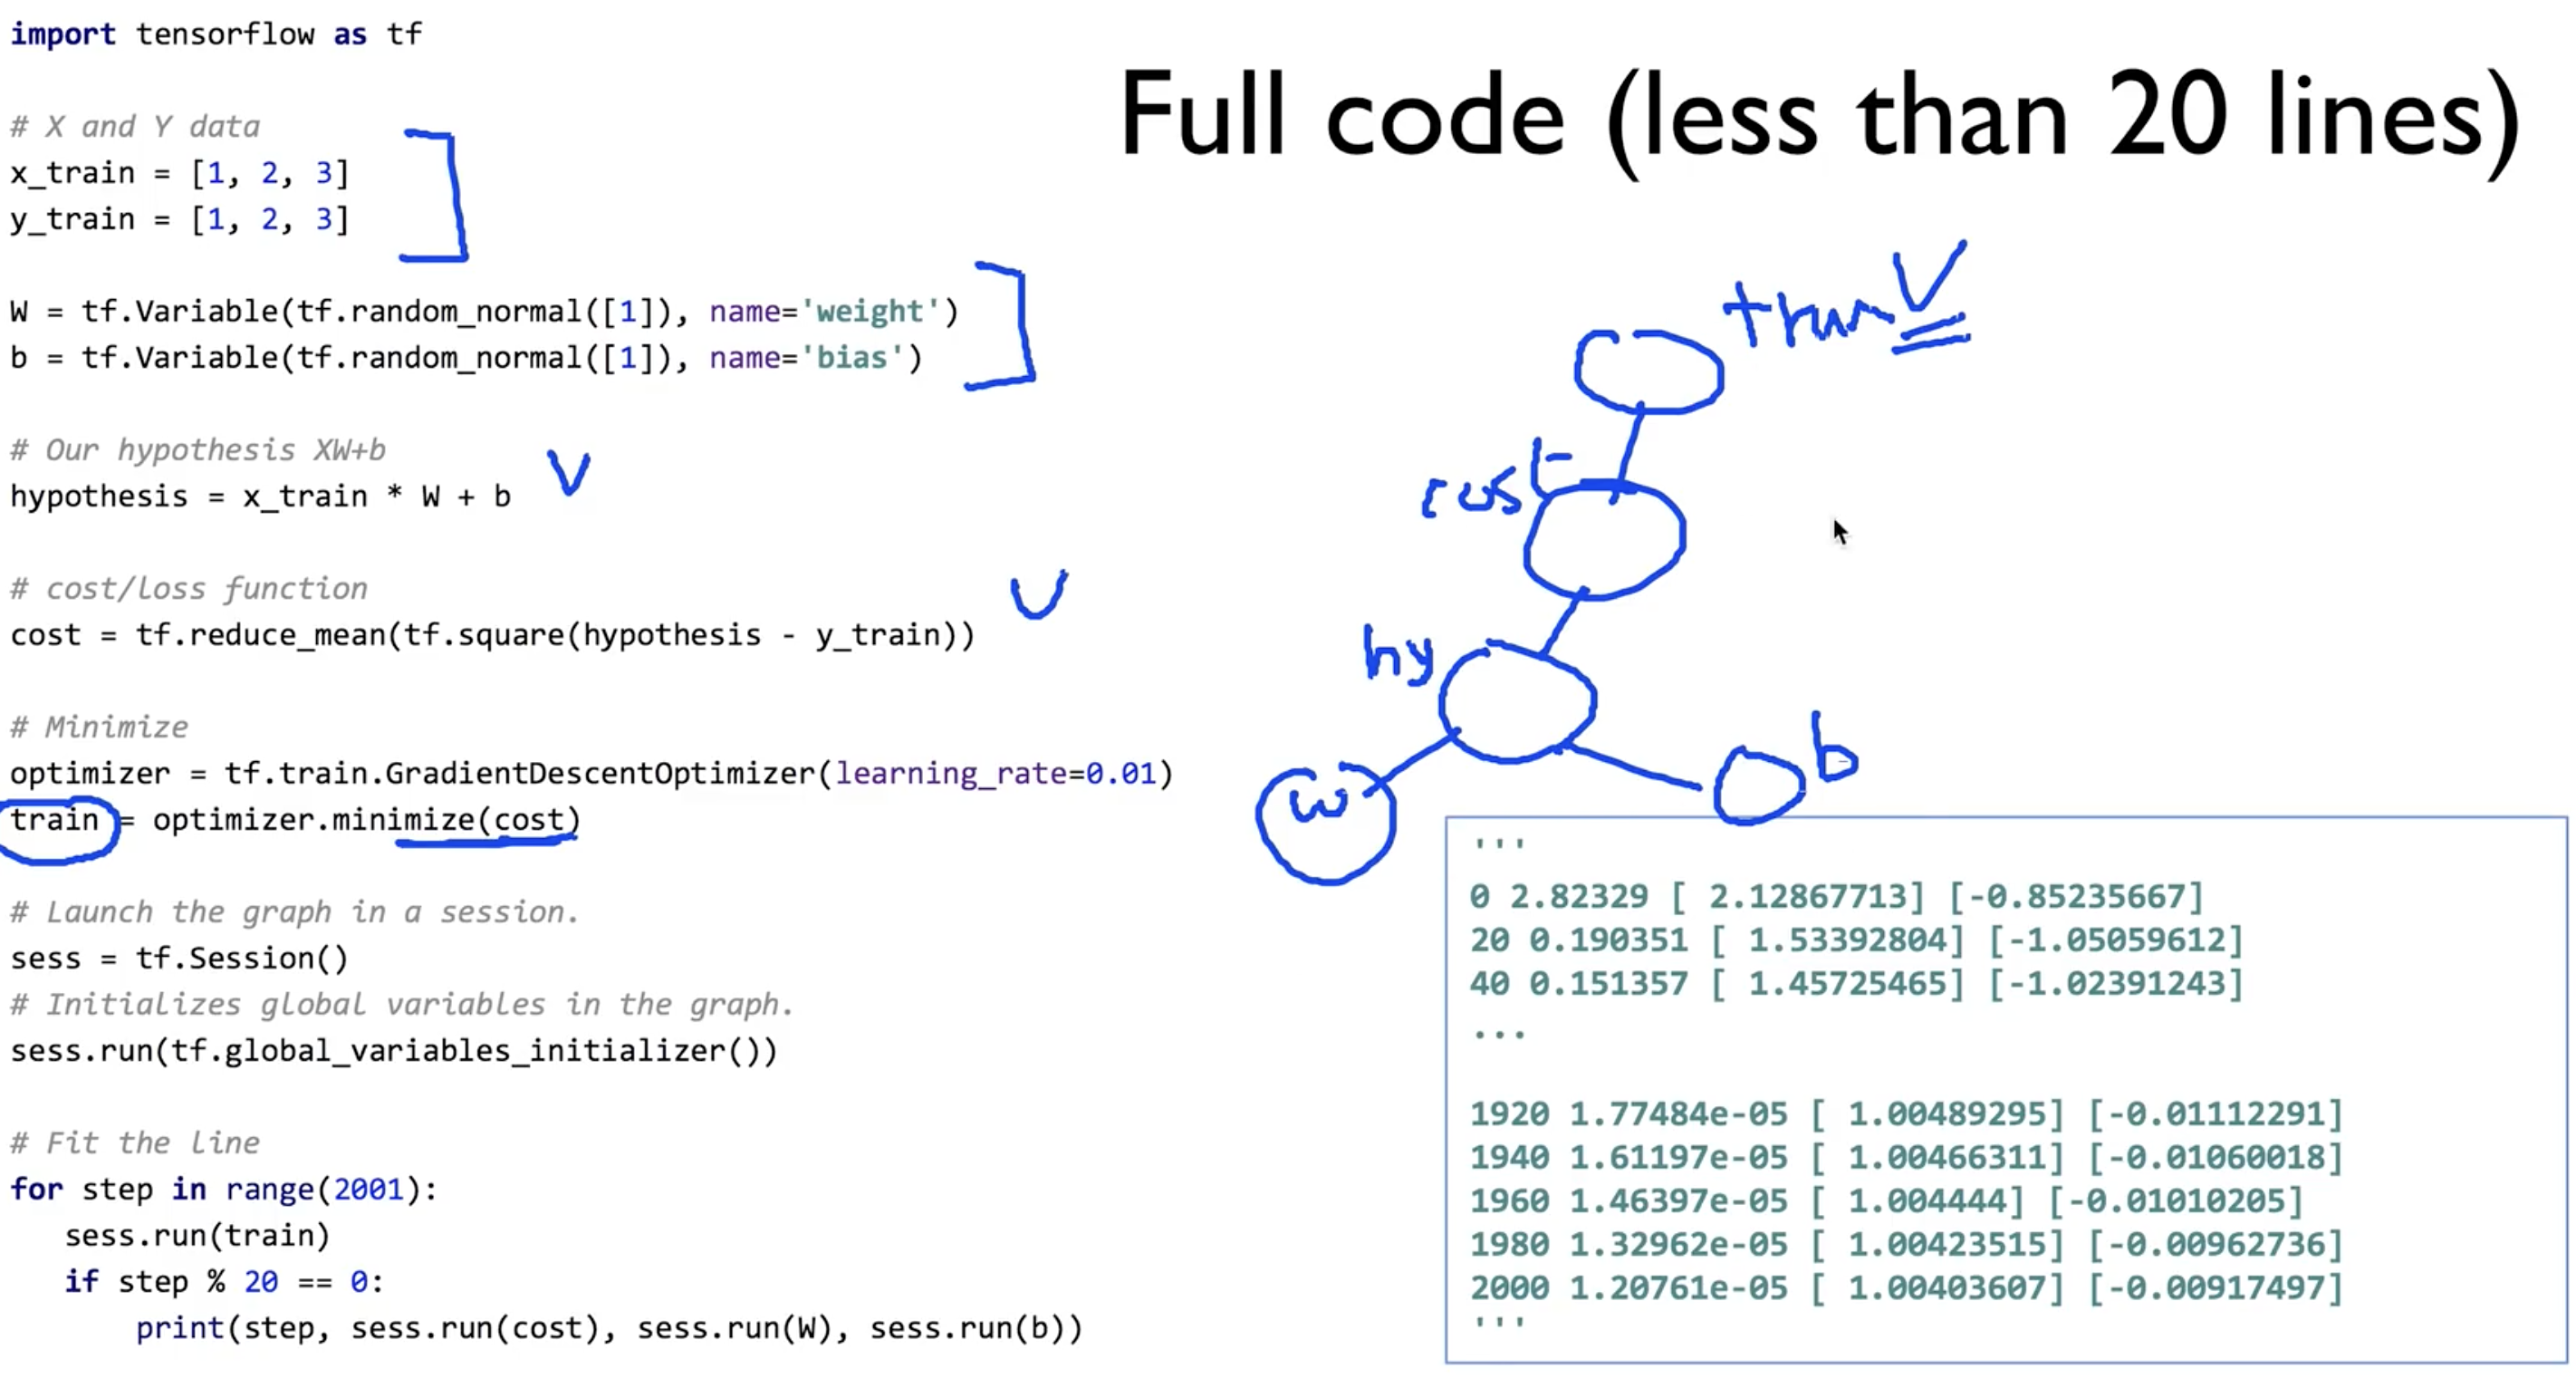 import tensorflow as tf
Full code (less than 20 lines)
# X and Y data
x_train = [1, 2, 3]
y_train = [1, 2, 3]
W = tf.Variable(tf.random_normal([1]), name='weight')
b = tf.Variable(tf.random_normal([1]), name='bias')
# Our hypothesis XW+b
hypothesis = x_train * W + b
# cost/loss function
cost = tf.reduce_mean(tf.square(hypothesis - y_train))
# Minimize
optimizer = tf.train.GradientDescentOptimizer(learning_rate=0.01)
train = optimizer.minimize(cost)
# Launch the graph in a session.
sess = tf.Session()
# Initializes global variables in the graph.
sess.run(tf.global_variables_initializer())
# Fit the line
for step in range(2001):
   sess.run(train)
   if step % 20 == 0:
       print(step, sess.run(cost), sess.run(W), sess.run(b))
cost
hy
w
b
'''
0 2.82329 [ 2.12867713] [-0.85235667]
20 0.190351 [ 1.53392804] [-1.05059612]
40 0.151357 [ 1.45725465] [-1.02391243]
...
1920 1.77484e-05 [ 1.00489295] [-0.01112291]
1940 1.61197e-05 [ 1.00466311] [-0.01060018]
1960 1.46397e-05 [ 1.004444] [-0.01010205]
1980 1.32962e-05 [ 1.00423515] [-0.00962736]
2000 1.20761e-05 [ 1.00403607] [-0.00917497]
'''